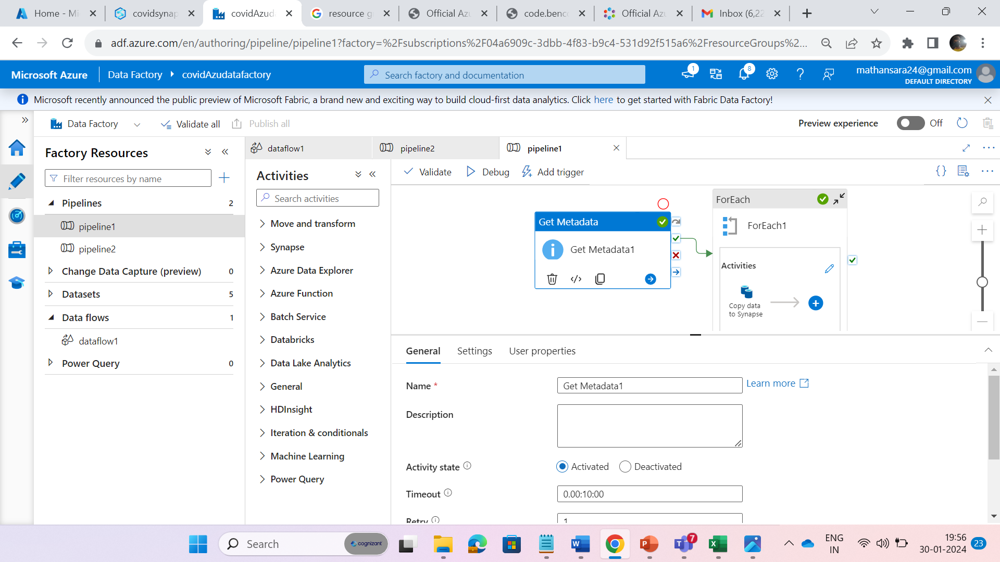 Home - Mi
covidsynap
covidAzuda
resource g
Official Azu
code.benco
Official Azu
Inbox (6,22
adf.azure.com/en/authoring/pipeline/pipeline1?factory=%2Fsubscriptions%2F04a6909c-3dbb-4f83-b9c4-531d92f515a6%2FresourceGroups%2...
Microsoft Azure
Data Factory
covidAzudatafactory
Search factory and documentation
1
8
mathansara24@gmail.com
DEFAULT DIRECTORY
Microsoft recently announced the public preview of Microsoft Fabric, a brand new and exciting way to build cloud-first data analytics. Click here to get started with Fabric Data Factory!
Data Factory
Validate all
Publish all
Preview experience
Off
Factory Resources
Filter resources by name
Pipelines
2
pipeline1
pipeline2
Change Data Capture (preview)
0
Datasets
5
Data flows
1
dataflow1
Power Query
0
dataflow1
pipeline2
pipeline1
Activities
Search activities
Move and transform
Synapse
Azure Data Explorer
Azure Function
Batch Service
Databricks
Data Lake Analytics
General
HDInsight
Iteration & conditionals
Machine Learning
Power Query
Validate
Debug
Add trigger
Get Metadata
Get Metadata1
ForEach
ForEach1
Activities
Copy data
to Synapse
General
Settings
User properties
Name *
Get Metadata1
Learn more
Description
Activity state
Activated
Deactivated
Timeout
0.00:10:00
Retry
1
Search
cognizant
7
ENG
IN
19:56
30-01-2024
23